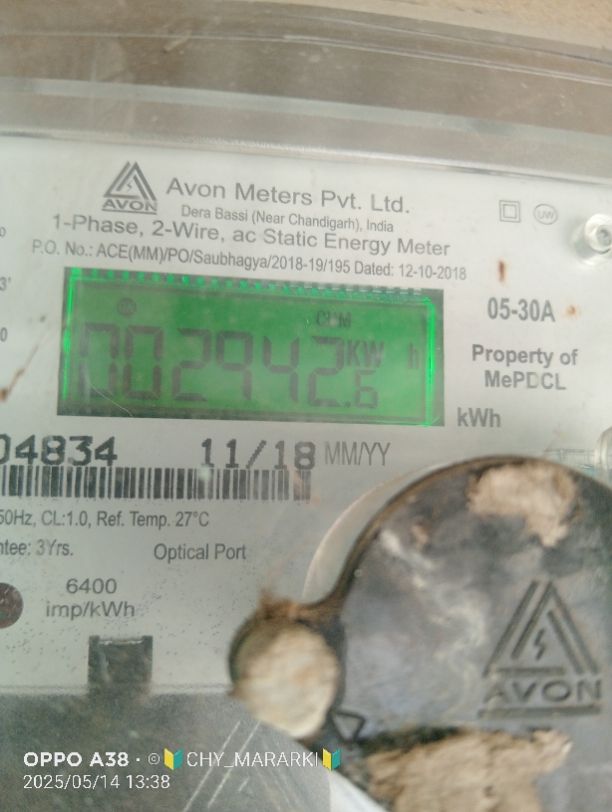 AVON
Avon Meters Pvt. Ltd.
Dera Bassi (Near Chandigarh), India
1-Phase, 2-Wire, ac Static Energy Meter
P.O. No.: ACE(MM)/PO/Saubhagya/2018-19/195 Dated: 12-10-2018
UW
CUM
002942.6 KW h
05-30A
Property of
MePDCL
kWh
04834 11/18 MM/YY
50Hz, CL:1.0, Ref. Temp. 27°C
ntee: 3Yrs.
Optical Port
6400
imp/kWh
AVON
OPPO A38 · ©🔰CHY_MARARKI🔰
2025/05/14 13:38